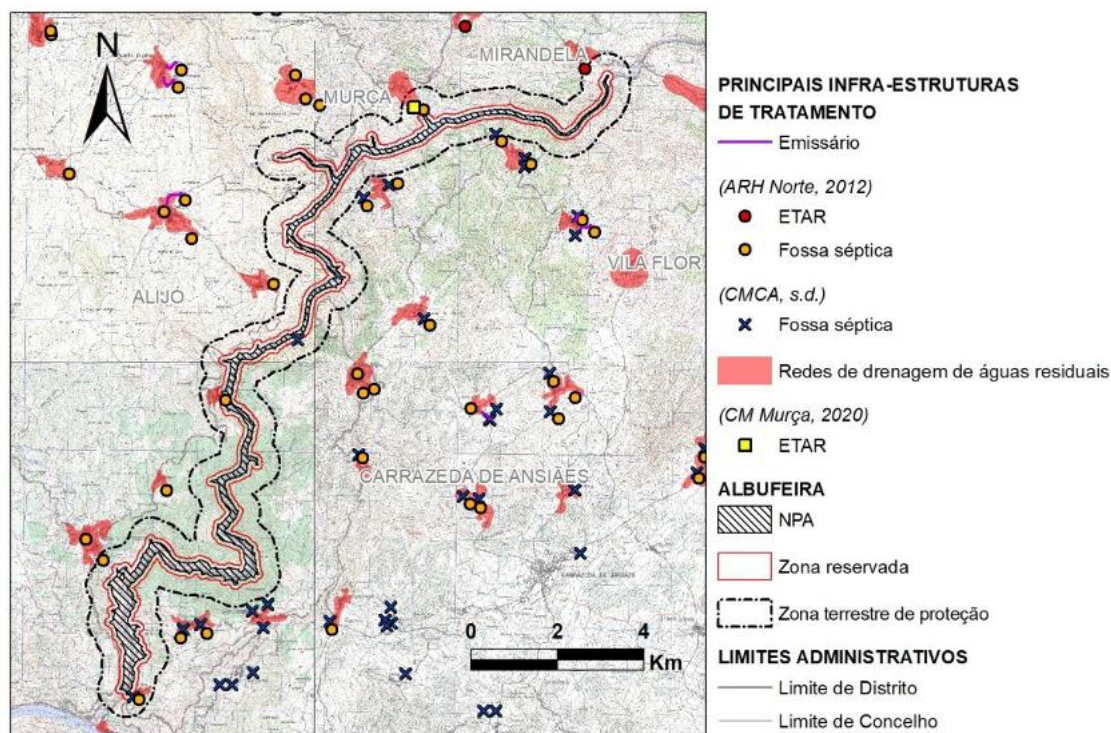 N
MIRANDELA
MURÇA
VILA FLOR
ALIJÓ
CARRAZEDA DE ANSIÃES
0 2 4
Km
PRINCIPAIS INFRA-ESTRUTURAS
DE TRATAMENTO
Emissário
(ARH Norte, 2012)
ETAR
Fossa séptica
(CMCA, s.d.)
Fossa séptica
Redes de drenagem de águas residuais
(CM Murça, 2020)
ETAR
ALBUFEIRA
NPA
Zona reservada
Zona terrestre de proteção
LIMITES ADMINISTRATIVOS
Limite de Distrito
Limite de Concelho